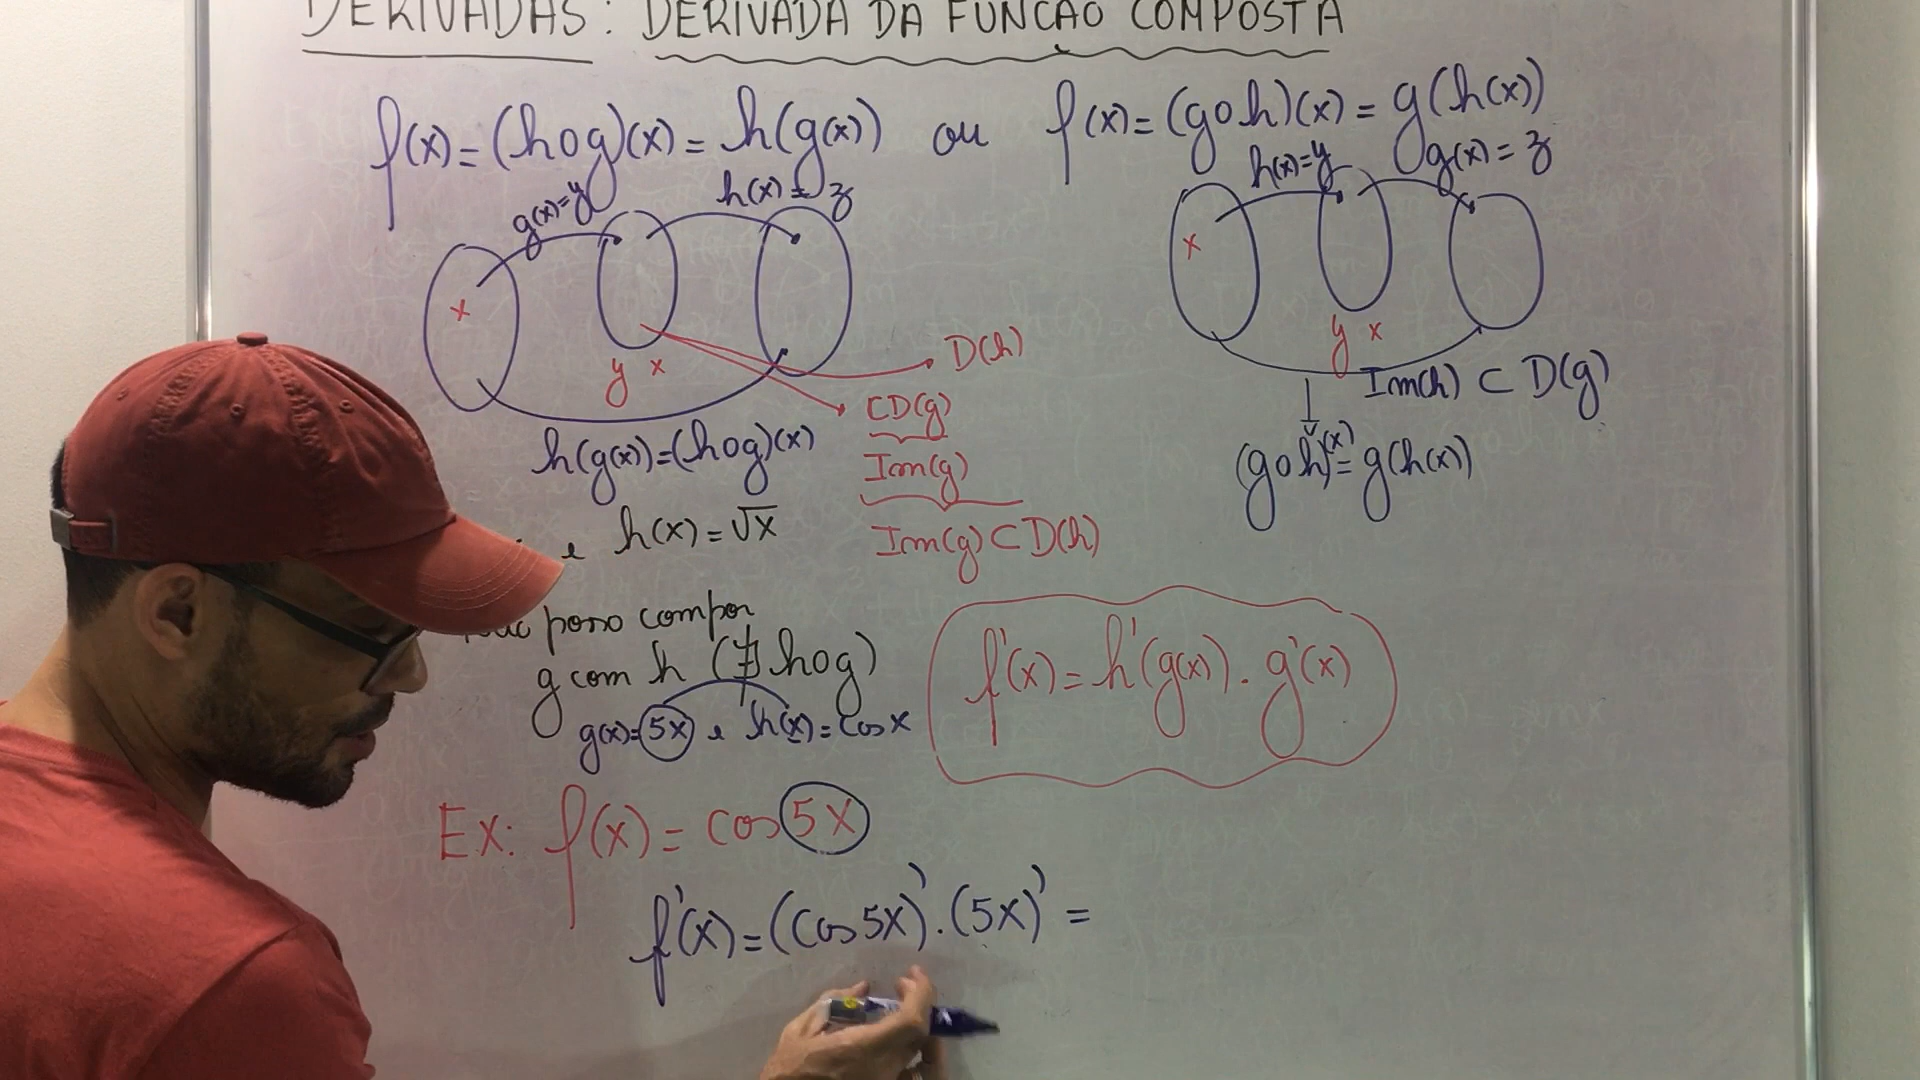 DERIVADAS: DERIVADA DA FUNÇÃO COMPOSTA
f(x) = (hog)(x) = h(g(x)) ou f(x) = (goh)(x) = g(h(x))
g(x)=y h(x) = z h(x)=y g(x) = z
x x
y x D(h) y x Im(h) ⊂ D(g)
CD(g)
h(g(x))=(hog)(x) Im(g) (goh)(x) = g(h(x))
e h(x) = √x Im(g) ⊂ D(h)
posso compor
g com h (∄ hog) f'(x) = h'(g(x)) . g'(x)
g(x)=5x e h(x)=cos x
Ex: f(x) = cos 5x
f'(x) = (cos 5x)' . (5x)' =